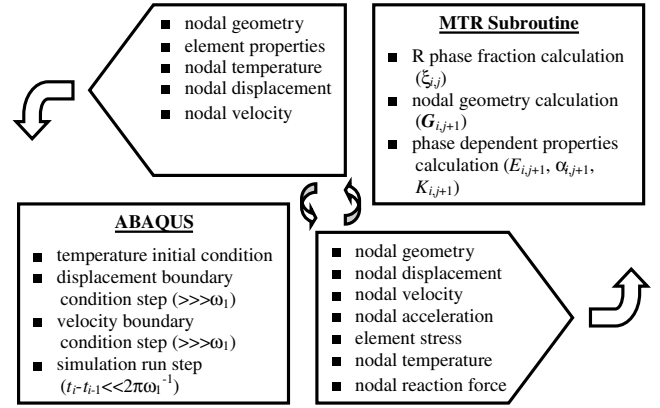 ■ nodal geometry
■ element properties
■ nodal temperature
■ nodal displacement
■ nodal velocity
MTR Subroutine
■ R phase fraction calculation
(ξi,j)
■ nodal geometry calculation
(Gi,j+1)
■ phase dependent properties
calculation (Ei,j+1, αi,j+1,
Ki,j+1)
ABAQUS
■ temperature initial condition
■ displacement boundary
condition step (>>>ω1)
■ velocity boundary
condition step (>>>ω1)
■ simulation run step
(ti-ti-1<<2πω1-1)
■ nodal geometry
■ nodal displacement
■ nodal velocity
■ nodal acceleration
■ element stress
■ nodal temperature
■ nodal reaction force